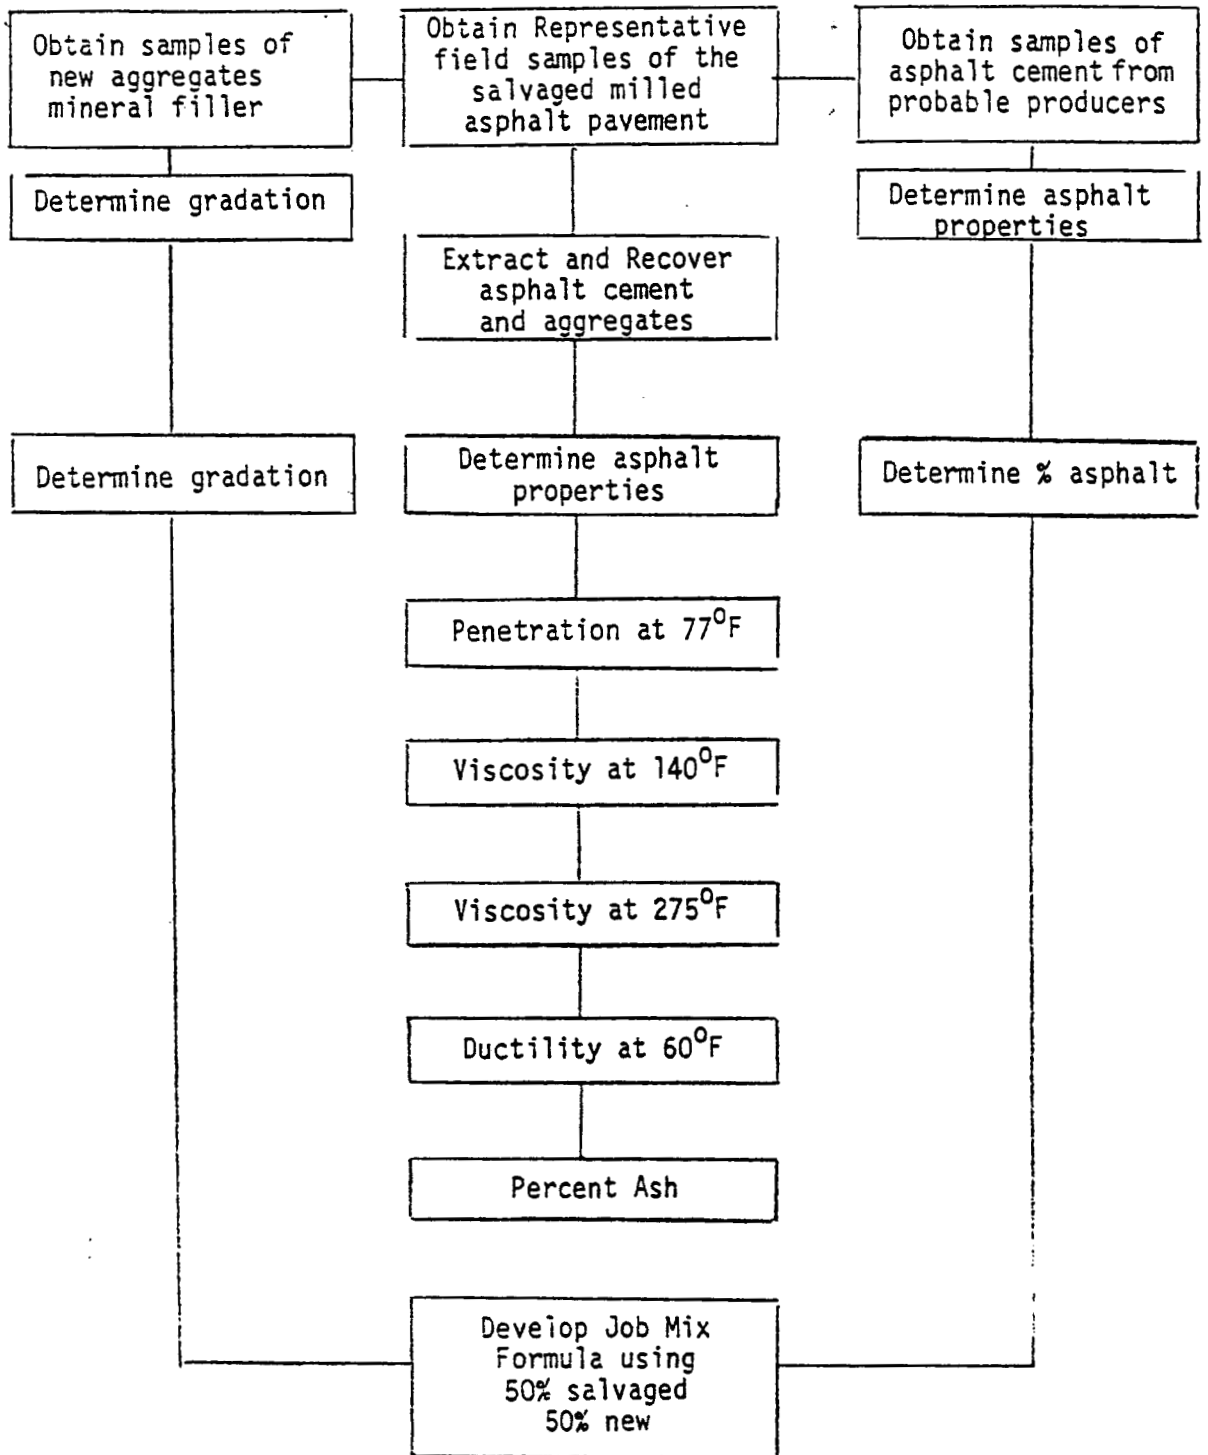 Obtain samples of
new aggregates
mineral filler
Obtain Representative
field samples of the
salvaged milled
asphalt pavement
Obtain samples of
asphalt cement from
probable producers
Determine gradation
Determine asphalt
properties
Extract and Recover
asphalt cement
and aggregates
Determine gradation
Determine asphalt
properties
Determine % asphalt
Penetration at 77°F
Viscosity at 140°F
Viscosity at 275°F
Ductility at 60°F
Percent Ash
Develop Job Mix
Formula using
50% salvaged
50% new